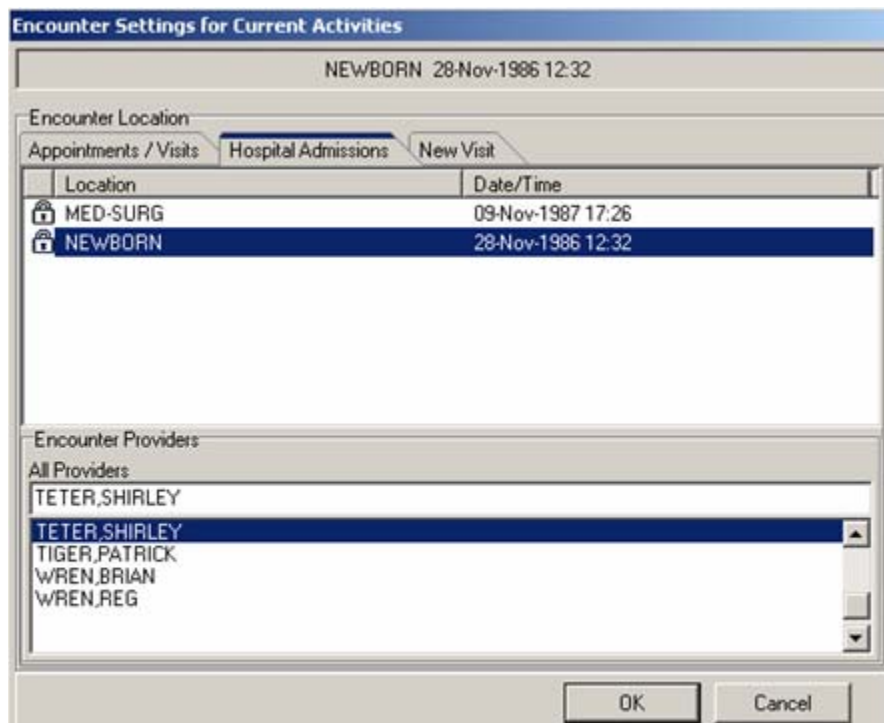 Encounter Settings for Current Activities
NEWBORN 28-Nov-1986 12:32
Encounter Location
Appointments / Visits Hospital Admissions New Visit
Location Date/Time
MED-SURG 09-Nov-1987 17:26
NEWBORN 28-Nov-1986 12:32
Encounter Providers
All Providers
TETER,SHIRLEY
TETER,SHIRLEY
TIGER,PATRICK
WREN,BRIAN
WREN,REG
OK Cancel